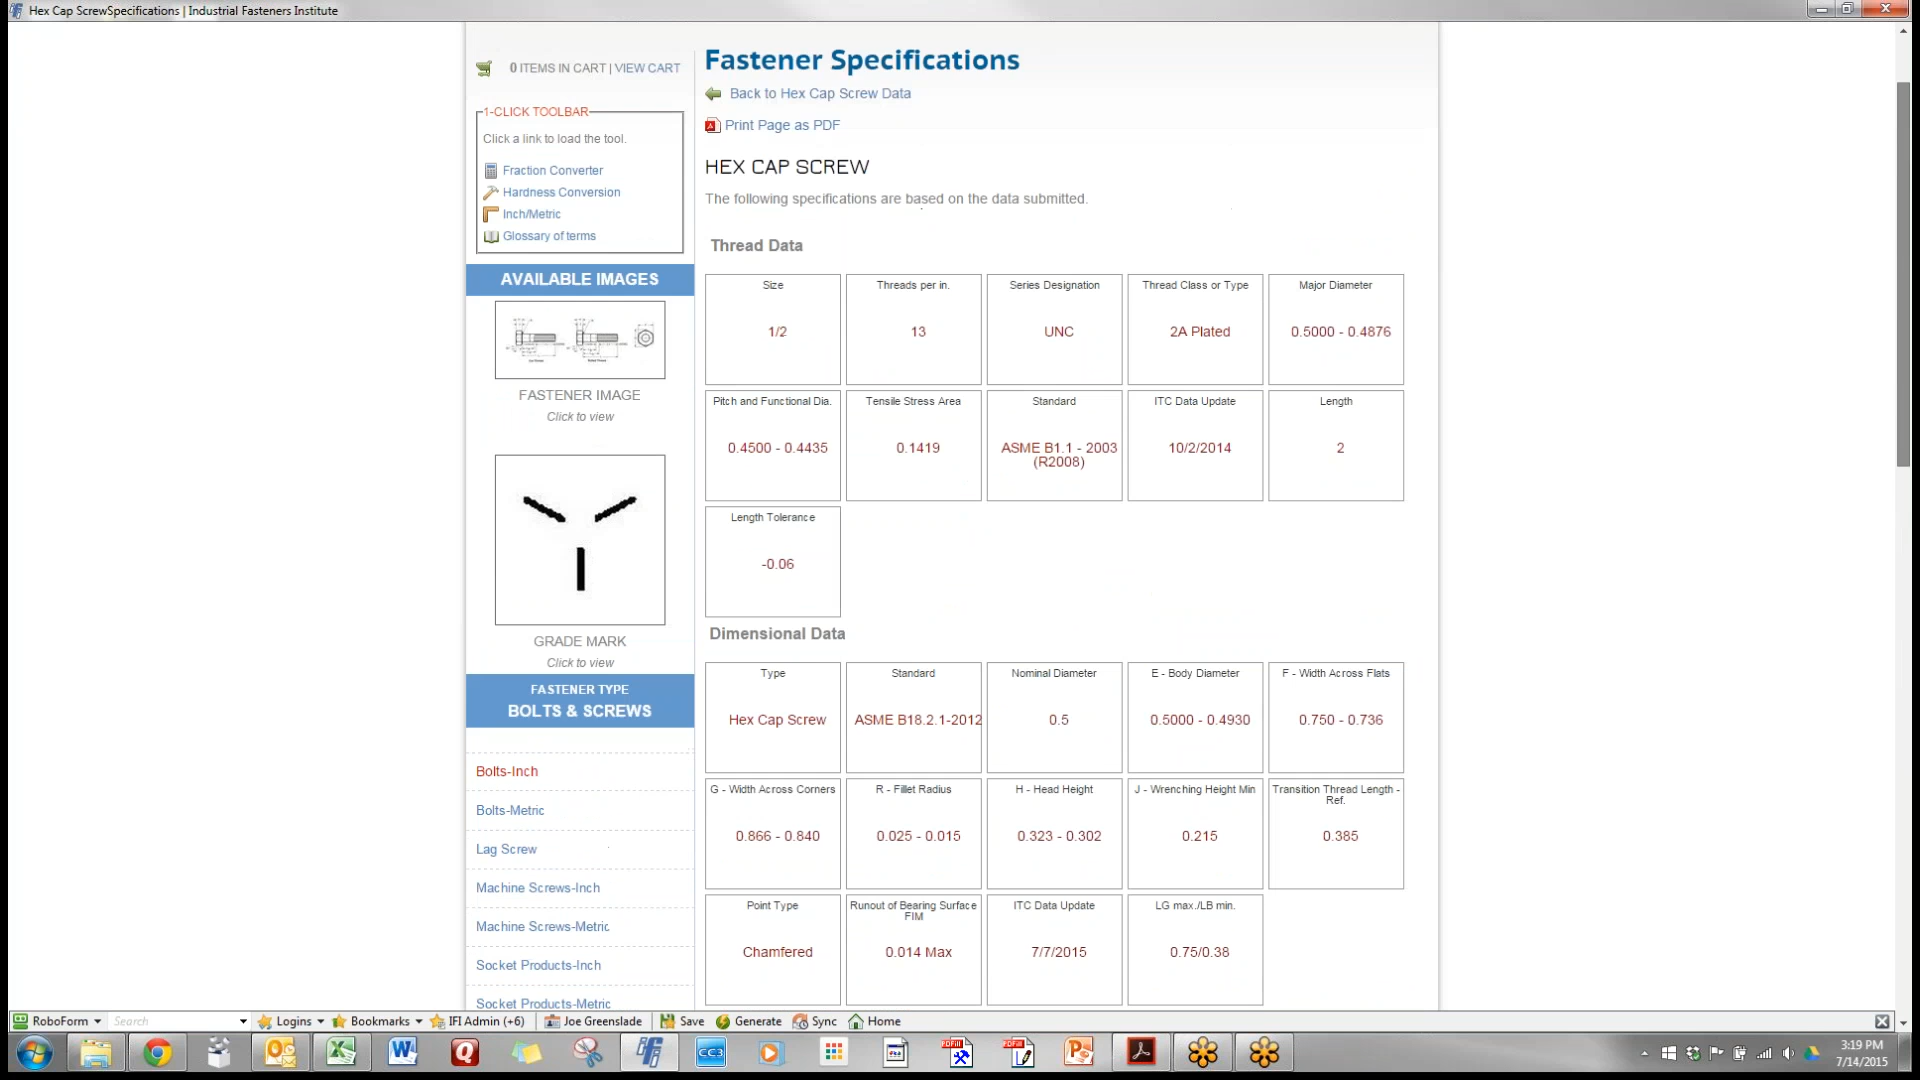 Hex Cap ScrewSpecifications | Industrial Fasteners Institute
0 ITEMS IN CART | VIEW CART
1-CLICK TOOLBAR
Click a link to load the tool.
Fraction Converter
Hardness Conversion
Inch/Metric
Glossary of terms
AVAILABLE IMAGES
FASTENER IMAGE
Click to view
GRADE MARK
Click to view
FASTENER TYPE
BOLTS & SCREWS
Bolts-Inch
Bolts-Metric
Lag Screw
Machine Screws-Inch
Machine Screws-Metric
Socket Products-Inch
Socket Products-Metric
Fastener Specifications
Back to Hex Cap Screw Data
Print Page as PDF
HEX CAP SCREW
The following specifications are based on the data submitted.
Thread Data
Size
1/2
Threads per in.
13
Series Designation
UNC
Thread Class or Type
2A Plated
Major Diameter
0.5000 - 0.4876
Pitch and Functional Dia.
0.4500 - 0.4435
Tensile Stress Area
0.1419
Standard
ASME B1.1 - 2003
(R2008)
ITC Data Update
10/2/2014
Length
2
Length Tolerance
-0.06
Dimensional Data
Type
Hex Cap Screw
Standard
ASME B18.2.1-2012
Nominal Diameter
0.5
E - Body Diameter
0.5000 - 0.4930
F - Width Across Flats
0.750 - 0.736
G - Width Across Corners
0.866 - 0.840
R - Fillet Radius
0.025 - 0.015
H - Head Height
0.323 - 0.302
J - Wrenching Height Min
0.215
Transition Thread Length -
Ref.
0.385
Point Type
Chamfered
Runout of Bearing Surface
FIM
0.014 Max
ITC Data Update
7/7/2015
LG max./LB min.
0.75/0.38
RoboForm
Search
Logins
Bookmarks
IFI Admin (+6)
Joe Greenslade
Save
Generate
Sync
Home
CC3
PDFill
PDFill
3:19 PM
7/14/2015